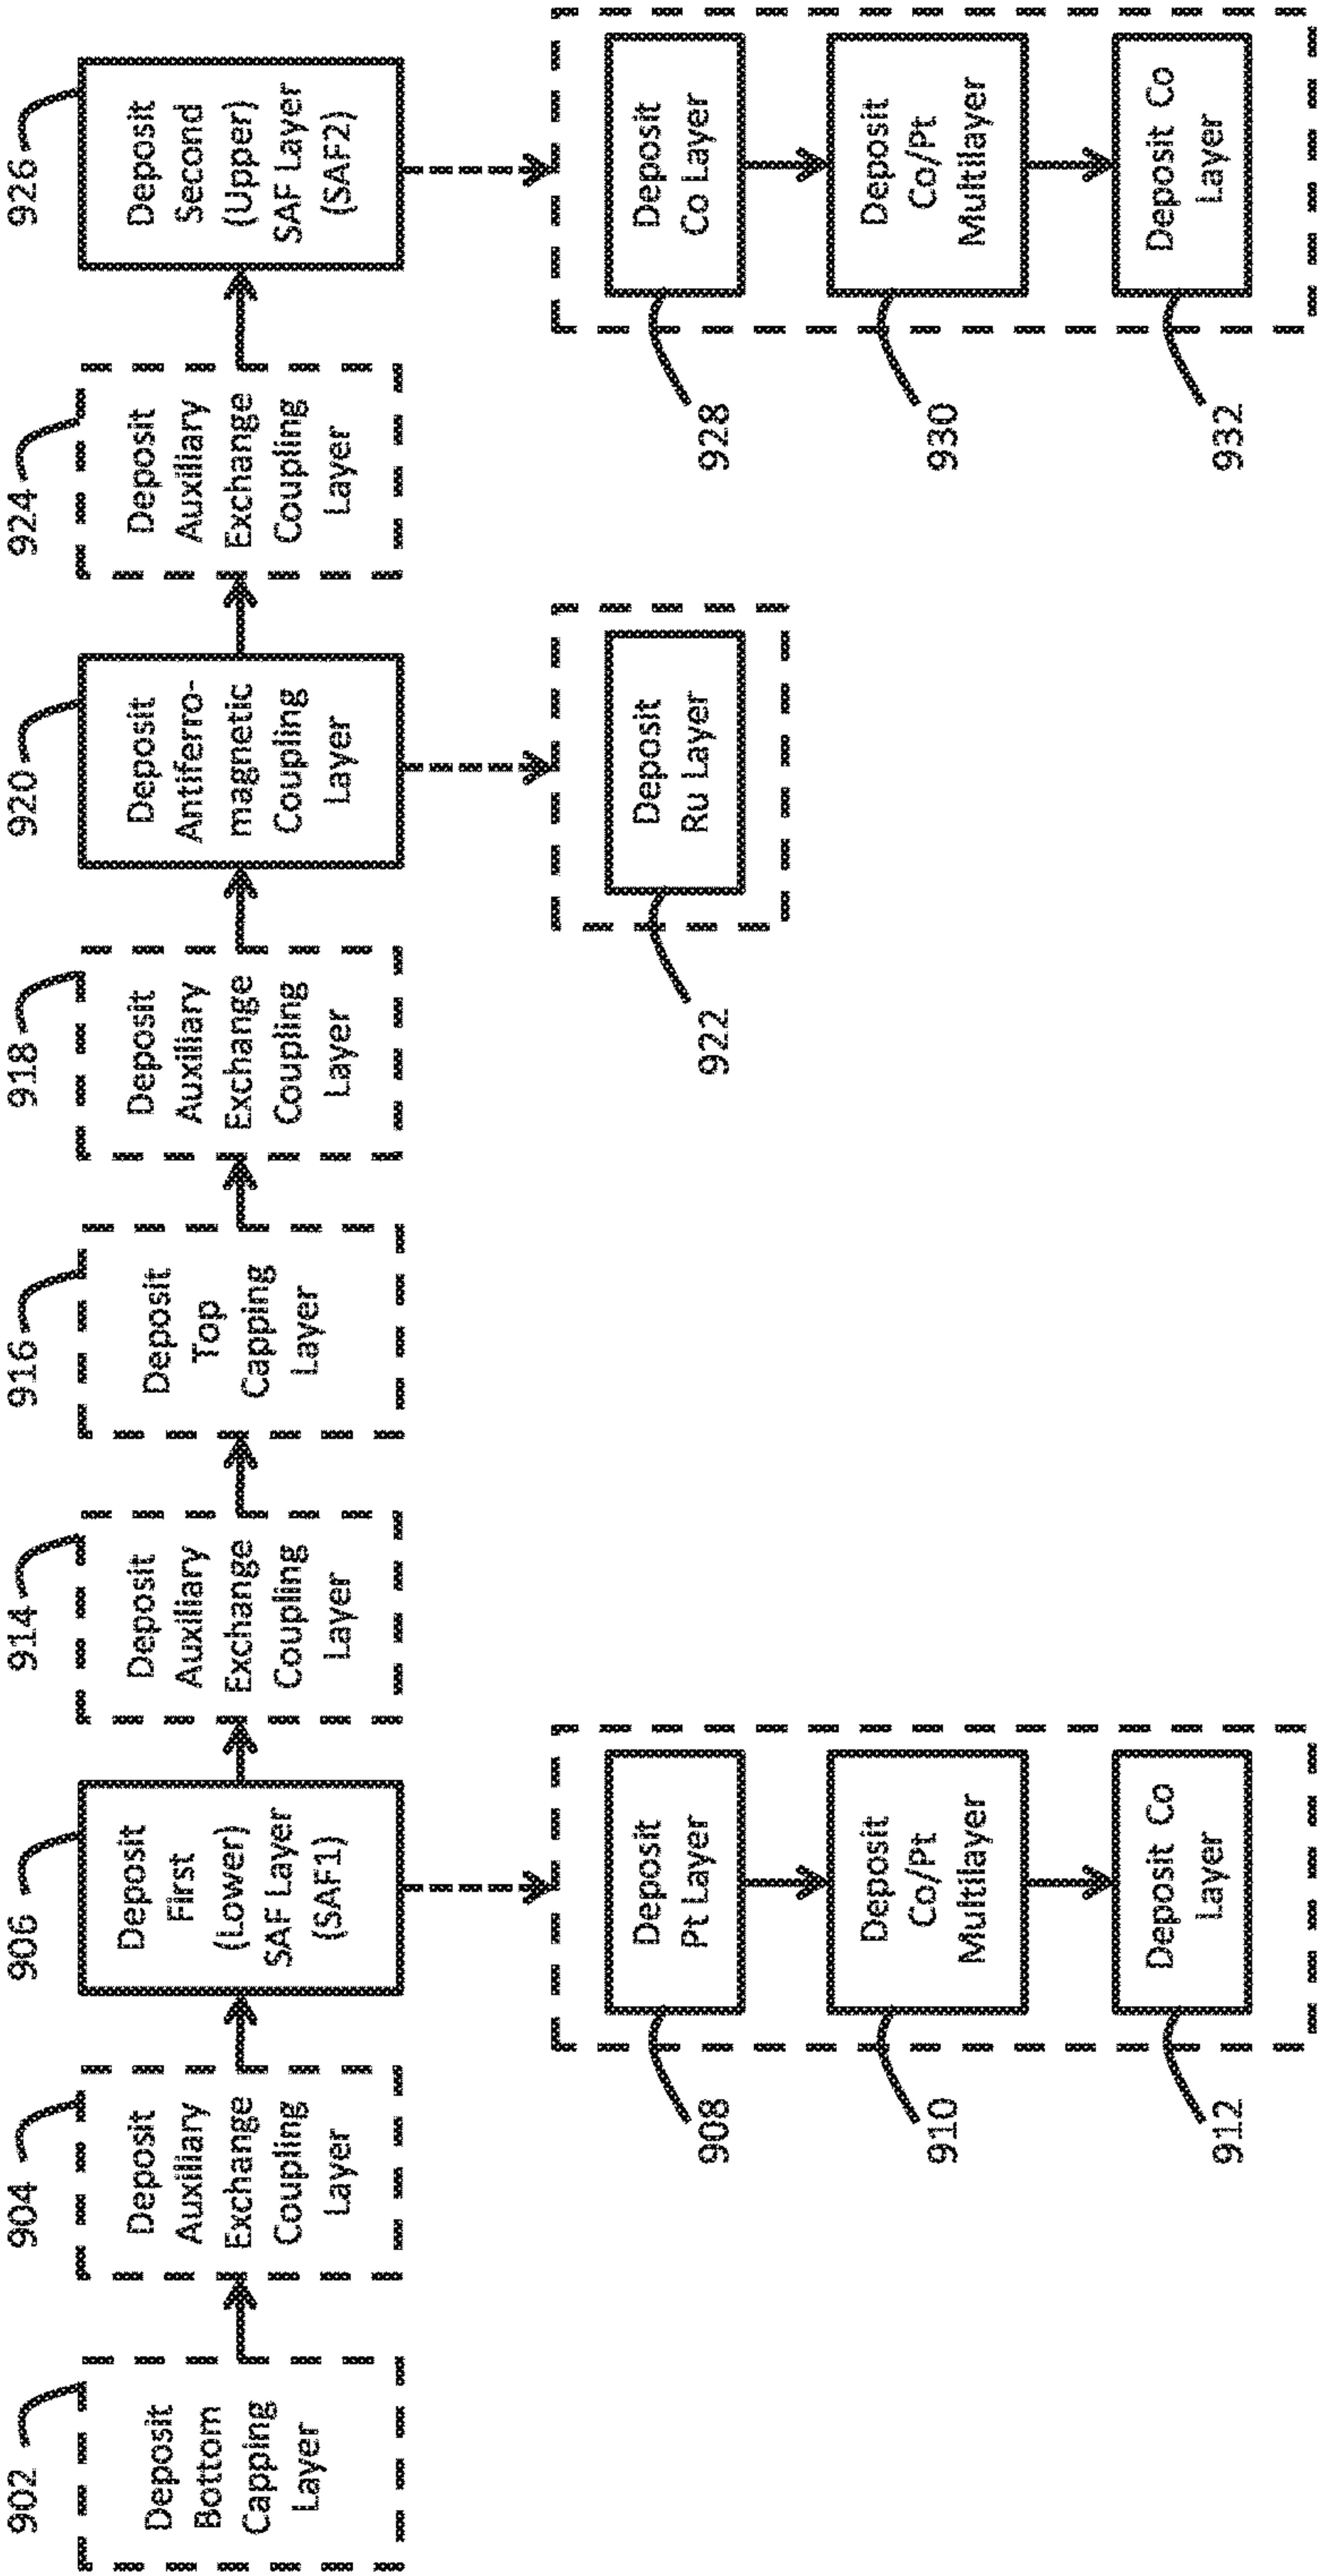 902
Deposit
Bottom
Capping
Layer
904
Deposit
Auxiliary
Exchange
Coupling
Layer
906
Deposit
First
(Lower)
SAF Layer
(SAF1)
908
Deposit
Pt Layer
910
Deposit
Co/Pt
Multilayer
912
Deposit Co
Layer
914
Deposit
Auxiliary
Exchange
Coupling
Layer
916
Deposit
Top
Capping
Layer
918
Deposit
Auxiliary
Exchange
Coupling
Layer
920
Deposit
Antiferro-
magnetic
Coupling
Layer
922
Deposit
Ru Layer
924
Deposit
Auxiliary
Exchange
Coupling
Layer
926
Deposit
Second
(Upper)
SAF Layer
(SAF2)
928
Deposit
Co Layer
930
Deposit
Co/Pt
Multilayer
932
Deposit Co
Layer